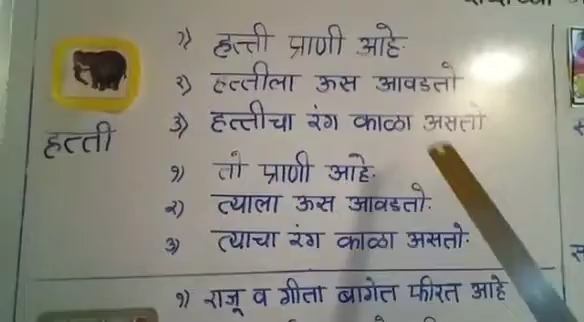 १) हत्ती प्राणी आहे.
२) हत्तीला ऊस आवडतो
३) हत्तीचा रंग काळा असतो
हत्ती
१) तो प्राणी आहे.
२) त्याला ऊस आवडतो.
३) त्याचा रंग काळा असतो.
१) राजू व गीता बागेत फीरत आहे